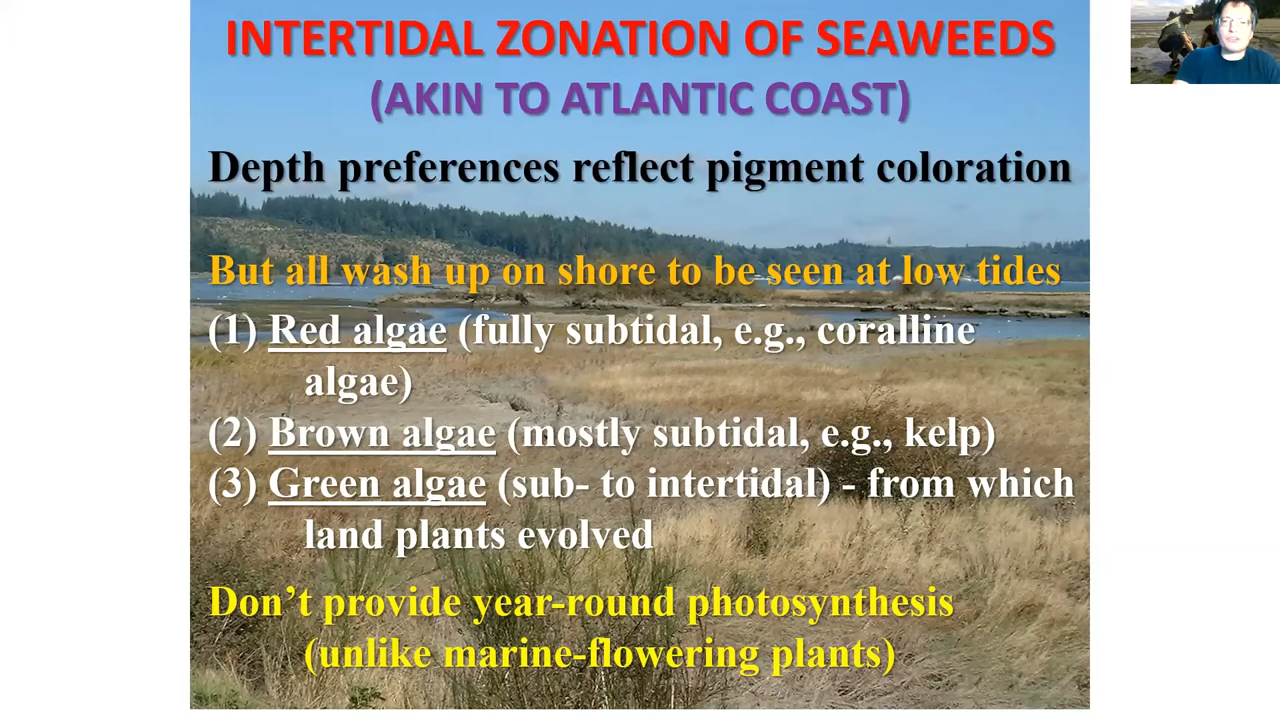 INTERTIDAL ZONATION OF SEAWEEDS
(AKIN TO ATLANTIC COAST)
Depth preferences reflect pigment coloration
But all wash up on shore to be seen at low tides
(1) Red algae (fully subtidal, e.g., coralline
algae)
(2) Brown algae (mostly subtidal, e.g., kelp)
(3) Green algae (sub- to intertidal) - from which
land plants evolved
Don’t provide year-round photosynthesis
(unlike marine-flowering plants)